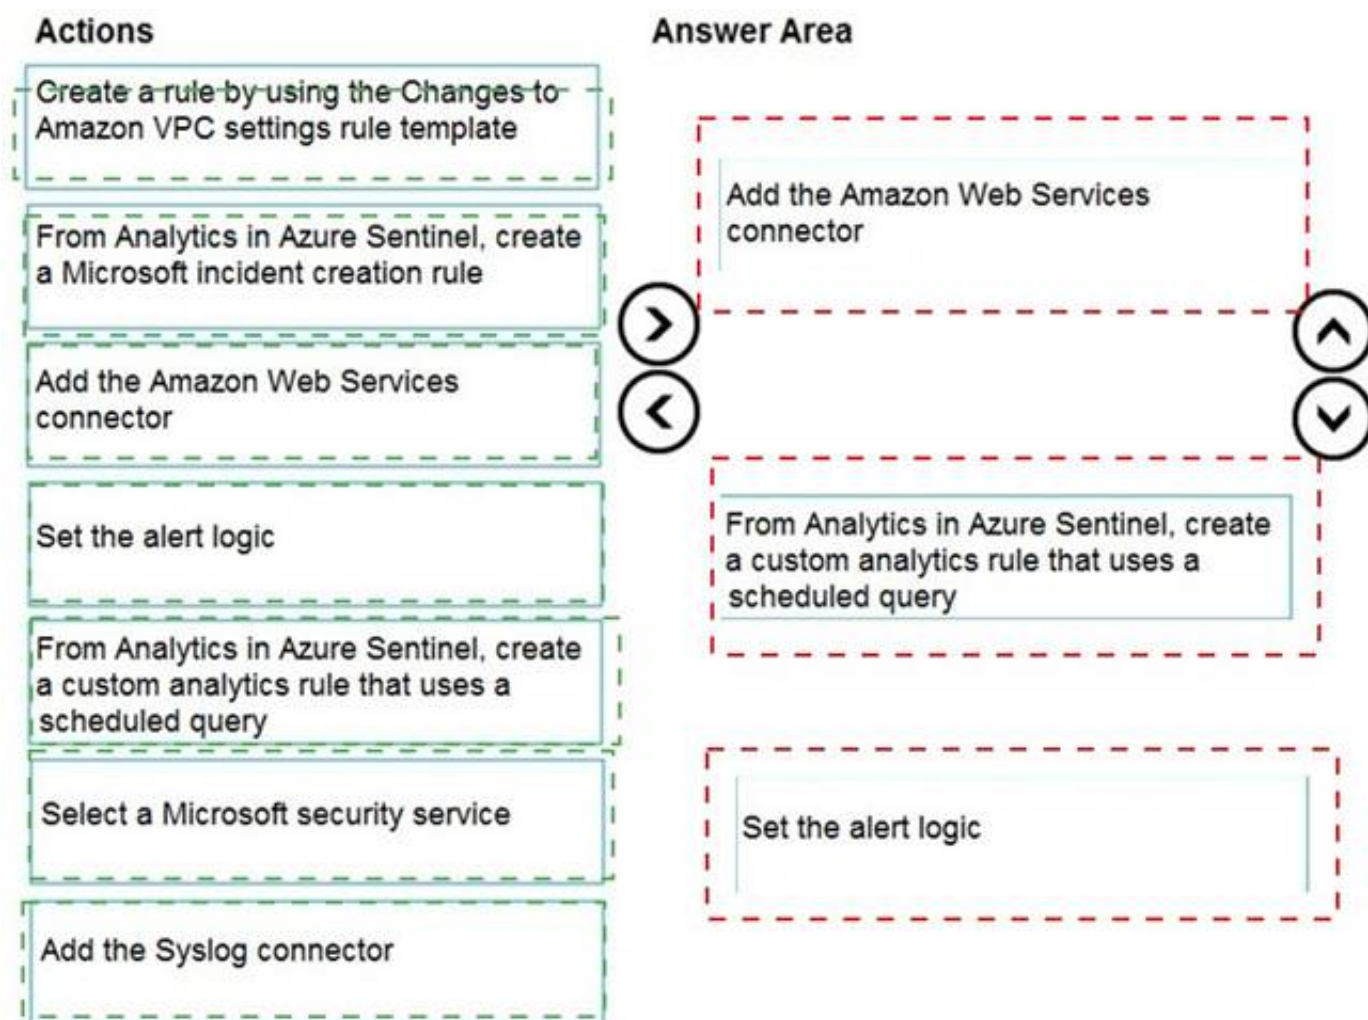 Actions
Create a rule by using the Changes to
Amazon VPC settings rule template
From Analytics in Azure Sentinel, create
a Microsoft incident creation rule
Add the Amazon Web Services
connector
Set the alert logic
From Analytics in Azure Sentinel, create
a custom analytics rule that uses a
scheduled query
Select a Microsoft security service
Add the Syslog connector
Answer Area
Add the Amazon Web Services
connector
From Analytics in Azure Sentinel, create
a custom analytics rule that uses a
scheduled query
Set the alert logic